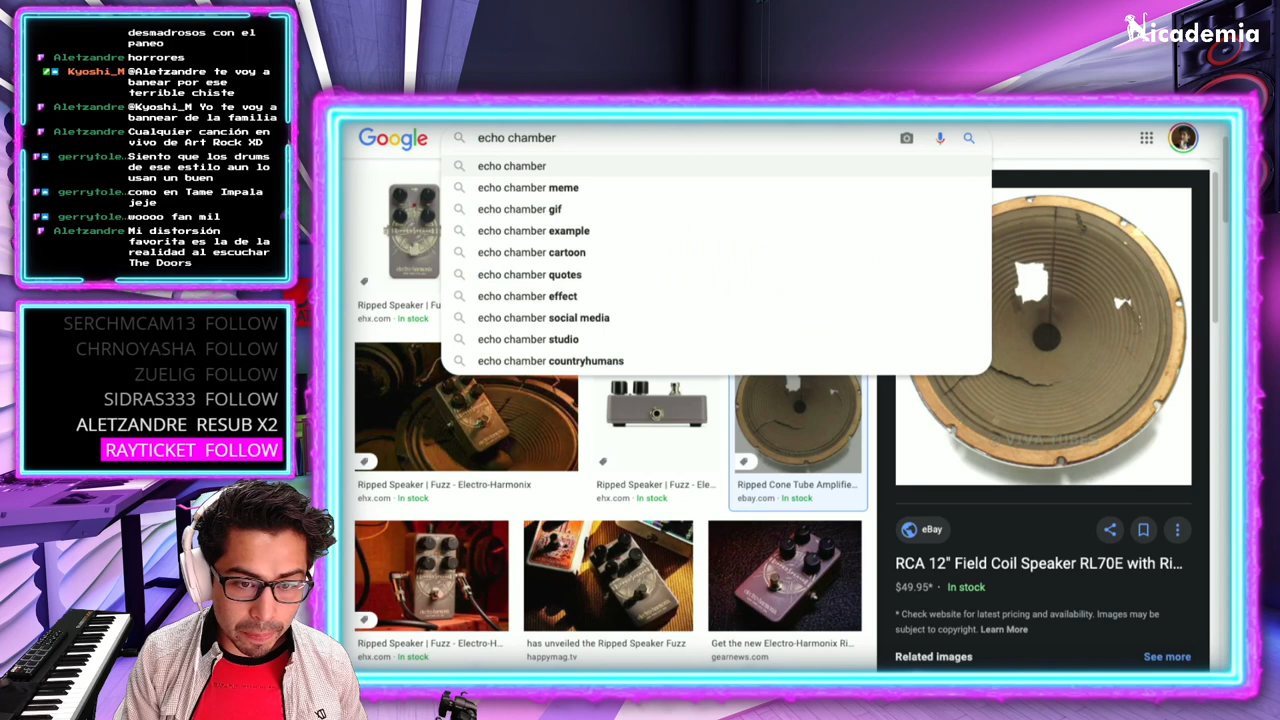 desmadrosos con el
paneo
Aletzandre horrores
Kyoshi_M @Aletzandre te voy a
banear por ese
terrible chiste
Aletzandre @Kyoshi_M Yo te voy a
bannear de la familia
Aletzandre Cualquier canción en
vivo de Art Rock XD
gerrytole.. Siento que los drums
de ese estilo aun lo
usan un buen
gerrytole.. como en Tame Impala
jeje
gerrytole.. woooo fan mil
Aletzandre Mi distorsión
favorita es la de la
realidad al escuchar
The Doors
SERCHMCAM13 FOLLOW
CHRNOYASHA FOLLOW
ZUELIG FOLLOW
SIDRAS333 FOLLOW
ALETZANDRE RESUB X2
RAYTICKET FOLLOW
Nicademia
Google
echo chamber
echo chamber
echo chamber meme
echo chamber gif
echo chamber example
echo chamber cartoon
echo chamber quotes
echo chamber effect
echo chamber social media
echo chamber studio
echo chamber countryhumans
Ripped Speaker | Fu
ehx.com · In stock
Ripped Speaker | Fuzz - Electro-Harmonix
ehx.com · In stock
Ripped Speaker | Fuzz - Ele...
ehx.com · In stock
Ripped Cone Tube Amplifie...
ebay.com · In stock
Ripped Speaker | Fuzz - Electro-H...
ehx.com · In stock
has unveiled the Ripped Speaker Fuzz
happymag.tv
Get the new Electro-Harmonix Ri...
gearnews.com
VIVA TUBES
eBay
RCA 12" Field Coil Speaker RL70E with Ri...
$49.95* · In stock
* Check website for latest pricing and availability. Images may be
subject to copyright. Learn More
Related images
See more